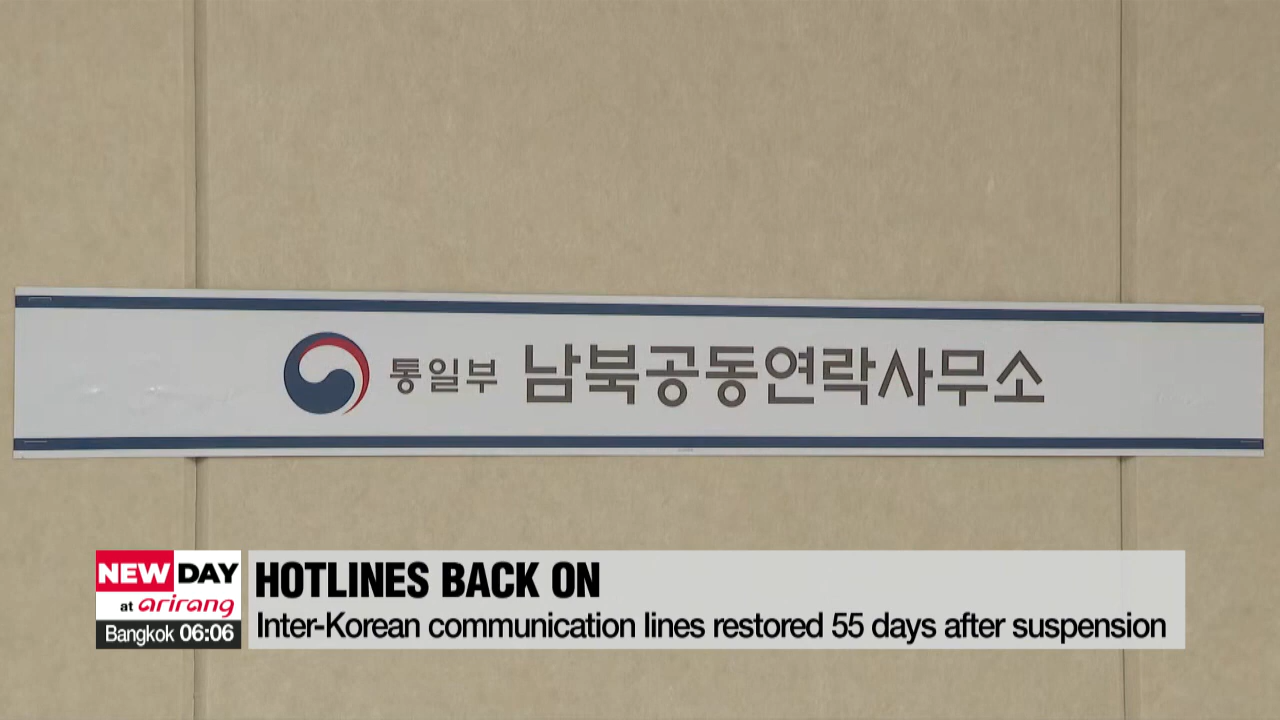 통일부 남북공동연락사무소
NEW DAY
at arirang
Bangkok 06:06
HOTLINES BACK ON
Inter-Korean communication lines restored 55 days after suspension